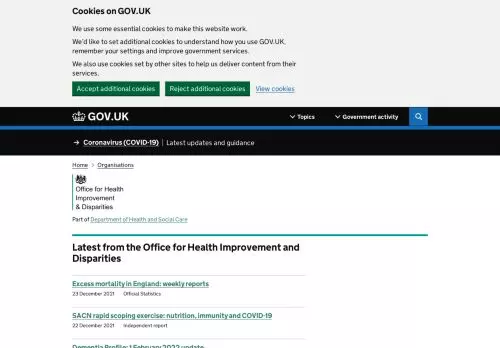 Cookies on GOV.UK
We use some essential cookies to make this website work.
We'd like to set additional cookies to understand how you use GOV.UK,
remember your settings and improve government services.
We also use cookies set by other sites to help us deliver content from their
services.
Accept additional cookies Reject additional cookies View cookies
GOV.UK Topics Government activity
→ Coronavirus (COVID-19) | Latest updates and guidance
Home > Organisations
Office for Health
Improvement
& Disparities
Part of Department of Health and Social Care
Latest from the Office for Health Improvement and
Disparities
Excess mortality in England: weekly reports
23 December 2021 Official Statistics
SACN rapid scoping exercise: nutrition, immunity and COVID-19
22 December 2021 Independent report
Dementia Profile: 1 February 2022 update